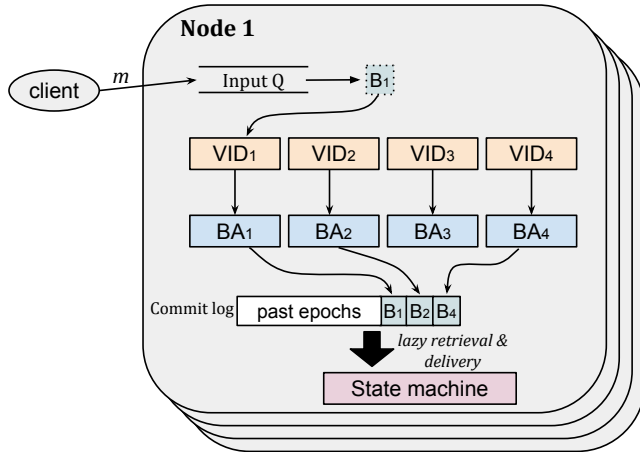 Node 1
client
m
Input Q
B₁
VID₁ VID₂ VID₃ VID₄
BA₁ BA₂ BA₃ BA₄
Commit log past epochs B₁ B₂ B₄
lazy retrieval &
delivery
State machine